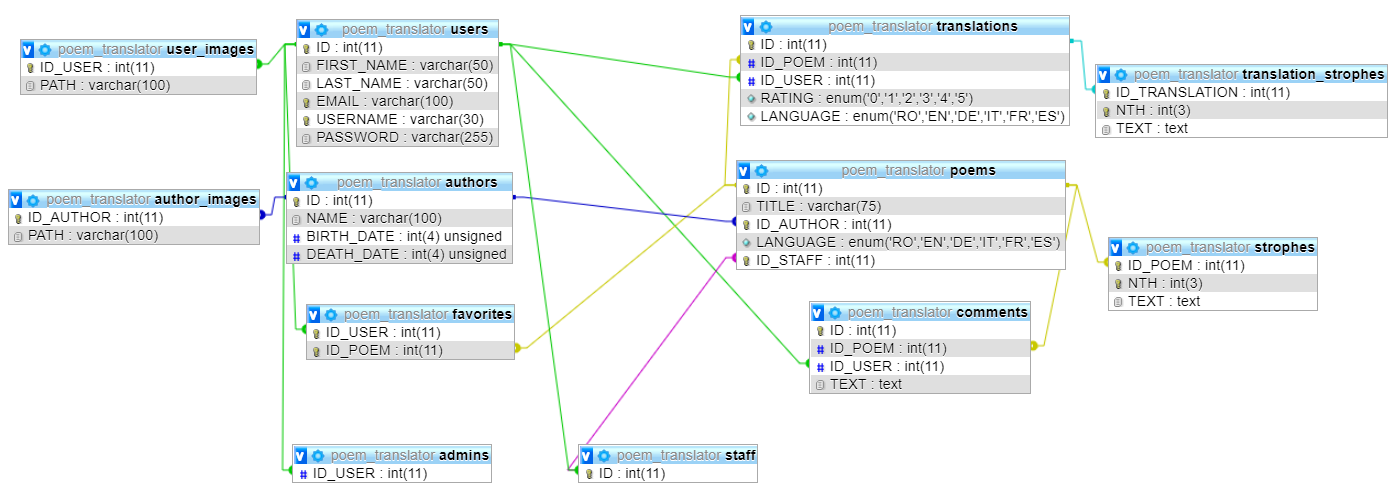 poem_translator user_images
ID_USER : int(11)
PATH : varchar(100)
poem_translator users
ID : int(11)
FIRST_NAME : varchar(50)
LAST_NAME : varchar(50)
EMAIL : varchar(100)
USERNAME : varchar(30)
PASSWORD : varchar(255)
poem_translator translations
ID : int(11)
ID_POEM : int(11)
ID_USER : int(11)
RATING : enum('0','1','2','3','4','5')
LANGUAGE : enum('RO','EN','DE','IT','FR','ES')
poem_translator translation_strophes
ID_TRANSLATION : int(11)
NTH : int(3)
TEXT : text
poem_translator author_images
ID_AUTHOR : int(11)
PATH : varchar(100)
poem_translator authors
ID : int(11)
NAME : varchar(100)
BIRTH_DATE : int(4) unsigned
DEATH_DATE : int(4) unsigned
poem_translator poems
ID : int(11)
TITLE : varchar(75)
ID_AUTHOR : int(11)
LANGUAGE : enum('RO','EN','DE','IT','FR','ES')
ID_STAFF : int(11)
poem_translator strophes
ID_POEM : int(11)
NTH : int(3)
TEXT : text
poem_translator favorites
ID_USER : int(11)
ID_POEM : int(11)
poem_translator comments
ID : int(11)
ID_POEM : int(11)
ID_USER : int(11)
TEXT : text
poem_translator admins
ID_USER : int(11)
poem_translator staff
ID : int(11)